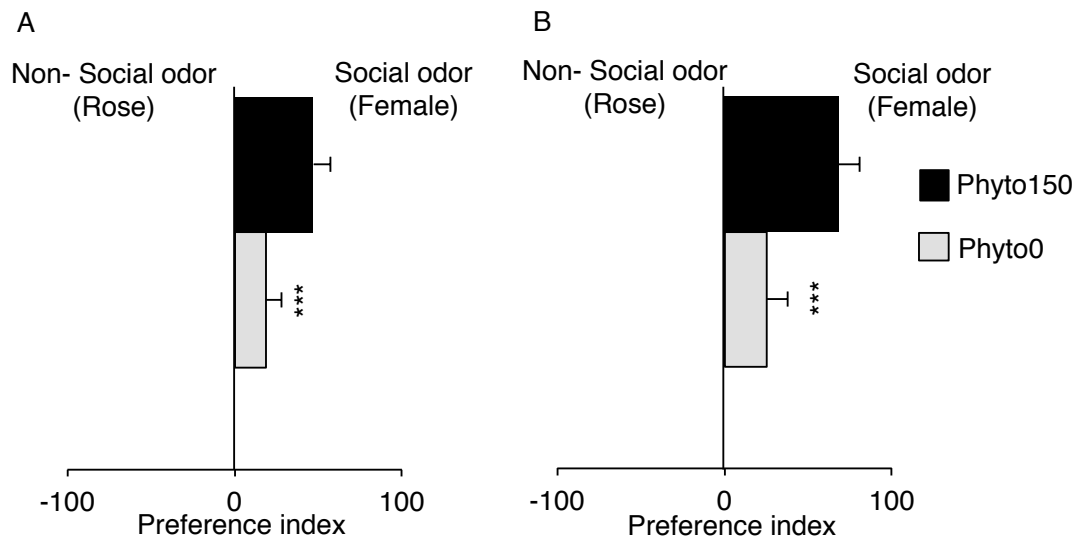 A
Non- Social odor
(Rose)
Social odor
(Female)
***
-100
0
100
Preference index
B
Non- Social odor
(Rose)
Social odor
(Female)
***
-100
0
100
Preference index
Phyto150
Phyto0